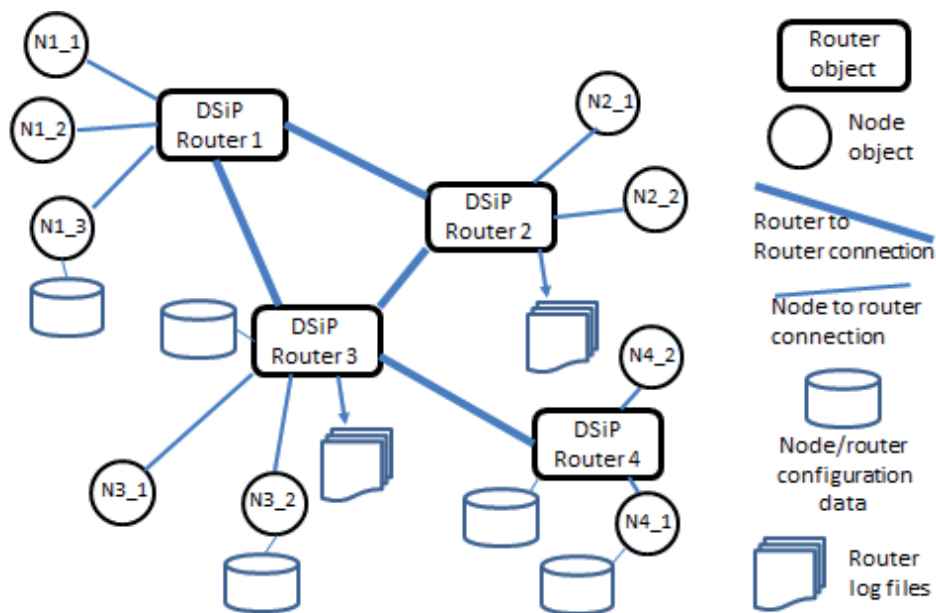 N1_1
N1_2
N1_3
DSiP
Router 1
N2_1
N2_2
DSiP
Router 2
DSiP
Router 3
N3_1
N3_2
N4_2
DSiP
Router 4
N4_1
Router
object
Node
object
Router to
Router connection
Node to router
connection
Node/router
configuration
data
Router
log files